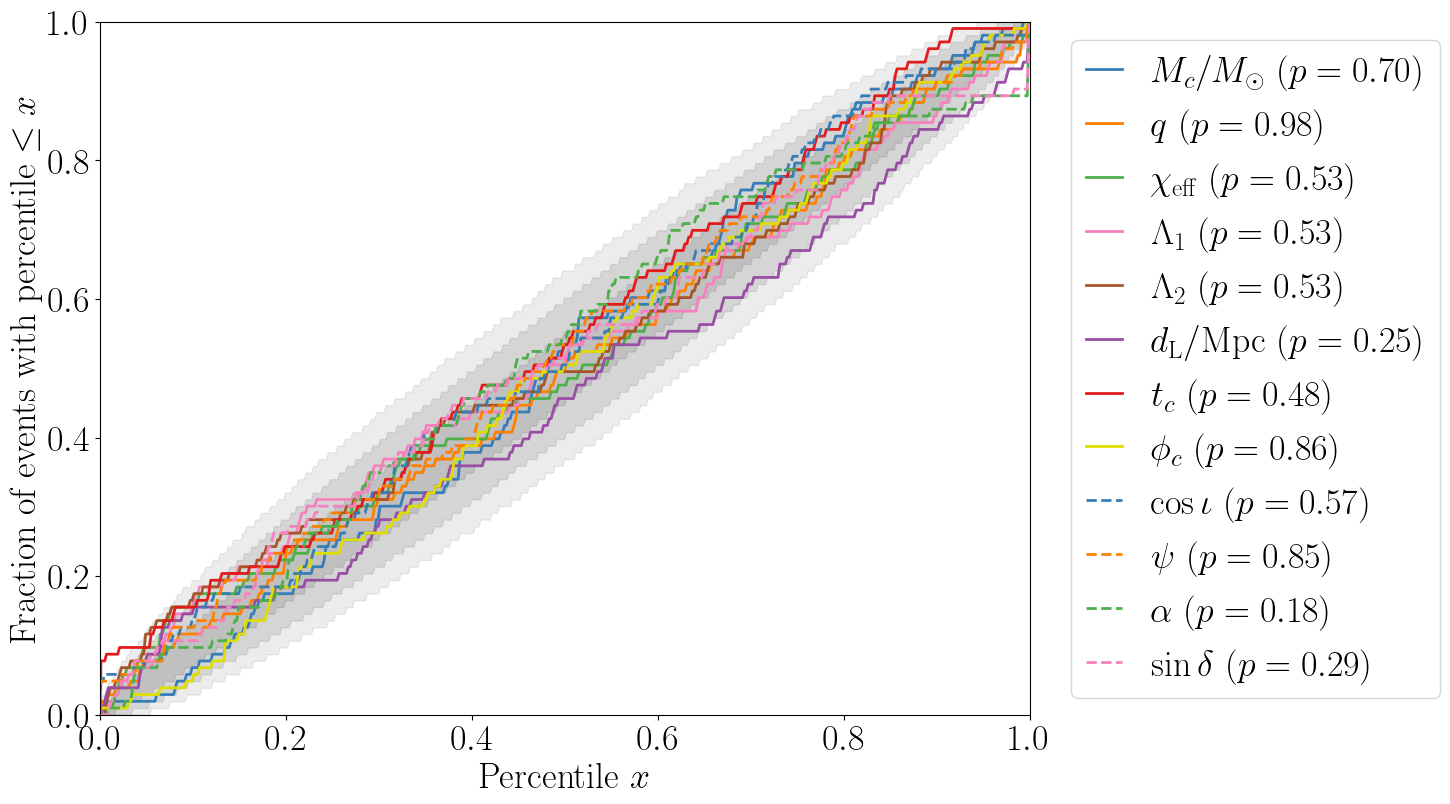 1.0
0.8
0.6
0.4
0.2
0.0
0.0 0.2 0.4 0.6 0.8 1.0
Percentile x
Fraction of events with percentile ≤ x
M_c/M_⊙ (p = 0.70)
q (p = 0.98)
χ_eff (p = 0.53)
Λ_1 (p = 0.53)
Λ_2 (p = 0.53)
d_L/Mpc (p = 0.25)
t_c (p = 0.48)
ϕ_c (p = 0.86)
cos ι (p = 0.57)
ψ (p = 0.85)
α (p = 0.18)
sin δ (p = 0.29)